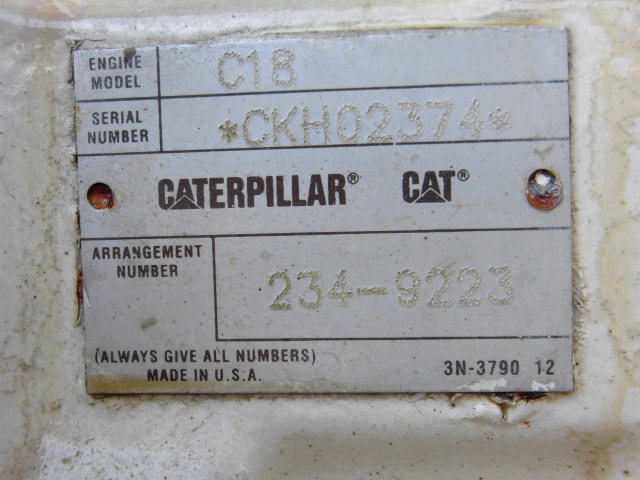 ENGINE MODEL C18
SERIAL NUMBER *CKH02374*
CATERPILLAR® CAT®
ARRANGEMENT NUMBER 234-9223
(ALWAYS GIVE ALL NUMBERS)
MADE IN U.S.A. 3N-3790 12